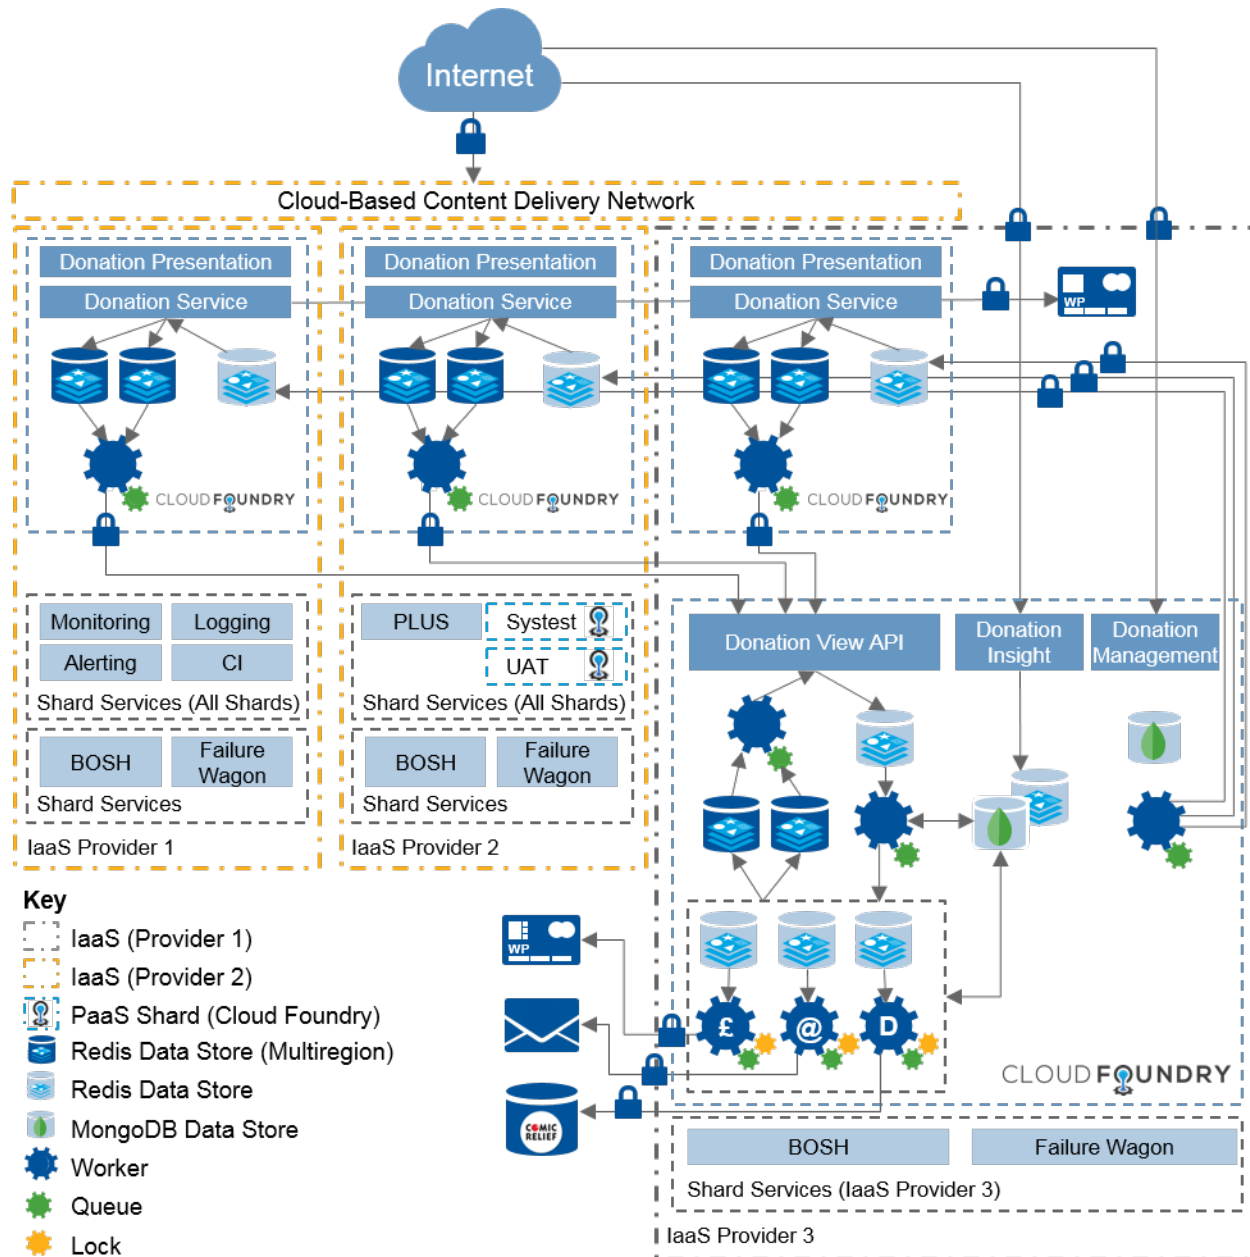 Internet
Cloud-Based Content Delivery Network
Donation Presentation
Donation Service
CLOUD FOUNDRY
Donation Presentation
Donation Service
CLOUD FOUNDRY
Donation Presentation
Donation Service
CLOUD FOUNDRY
WP
Monitoring
Logging
Alerting
CI
Shard Services (All Shards)
BOSH
Failure
Wagon
Shard Services
IaaS Provider 1
PLUS
Systest
UAT
Shard Services (All Shards)
BOSH
Failure
Wagon
Shard Services
IaaS Provider 2
Donation View API
Donation
Insight
Donation
Management
£
@
D
WP
COMIC
RELIEF
CLOUD FOUNDRY
BOSH
Failure Wagon
Shard Services (IaaS Provider 3)
IaaS Provider 3
Key
IaaS (Provider 1)
IaaS (Provider 2)
PaaS Shard (Cloud Foundry)
Redis Data Store (Multiregion)
Redis Data Store
MongoDB Data Store
Worker
Queue
Lock